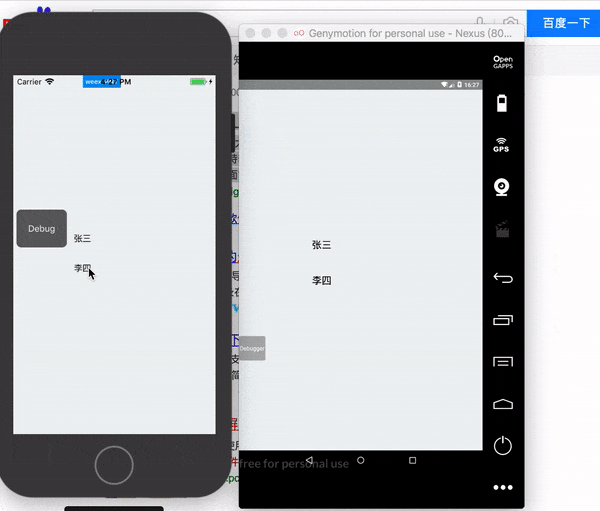 Genymotion for personal use - Nexus (80...
百度一下
Carrier
PM
16:27
Open
GAPPS
GPS
Debug
张三
李四
张三
李四
Debugger
free for personal use